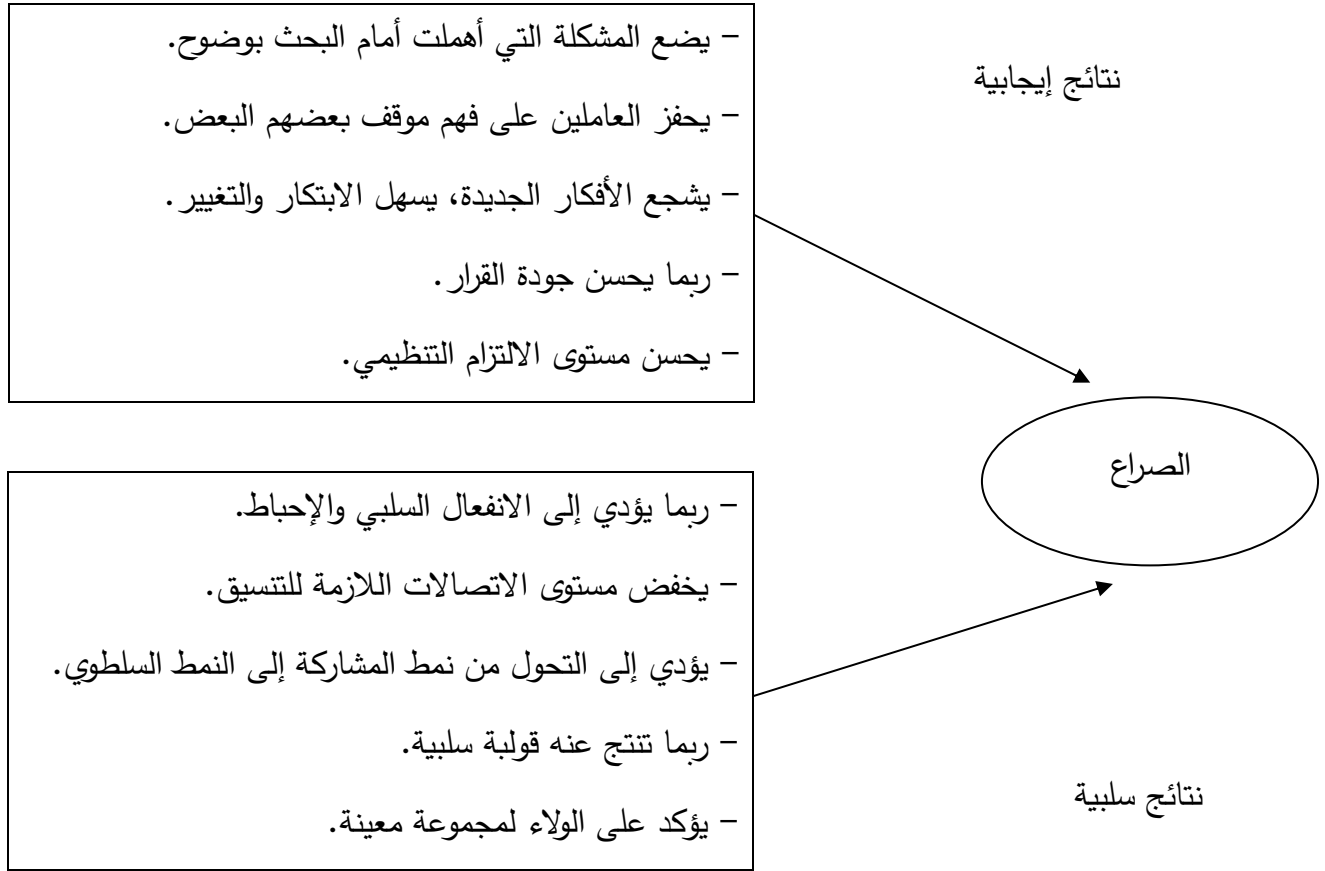 نتائج إيجابية
– يضع المشكلة التي أهملت أمام البحث بوضوح.
– يحفز العاملين على فهم موقف بعضهم البعض.
– يشجع الأفكار الجديدة، يسهل الابتكار والتغيير.
– ربما يحسن جودة القرار.
– يحسن مستوى الالتزام التنظيمي.
الصراع
– ربما يؤدي إلى الانفعال السلبي والإحباط.
– يخفض مستوى الاتصالات اللازمة للتنسيق.
– يؤدي إلى التحول من نمط المشاركة إلى النمط السلطوي.
– ربما تنتج عنه قولبة سلبية.
– يؤكد على الولاء لمجموعة معينة.
نتائج سلبية